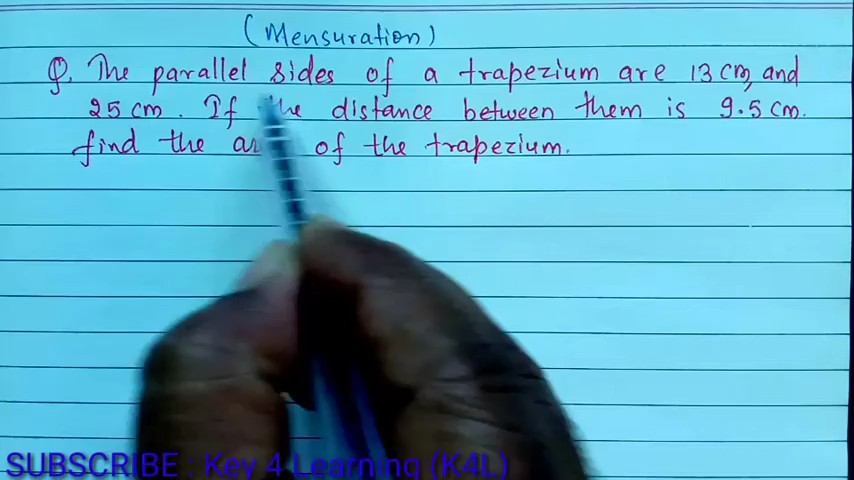 (Mensuration)
Q. The parallel sides of a trapezium are 13 cm, and
25 cm. If the distance between them is 9.5 cm.
find the of the trapezium.
SUBSCRIBE : Key 4 Learning (K4L)